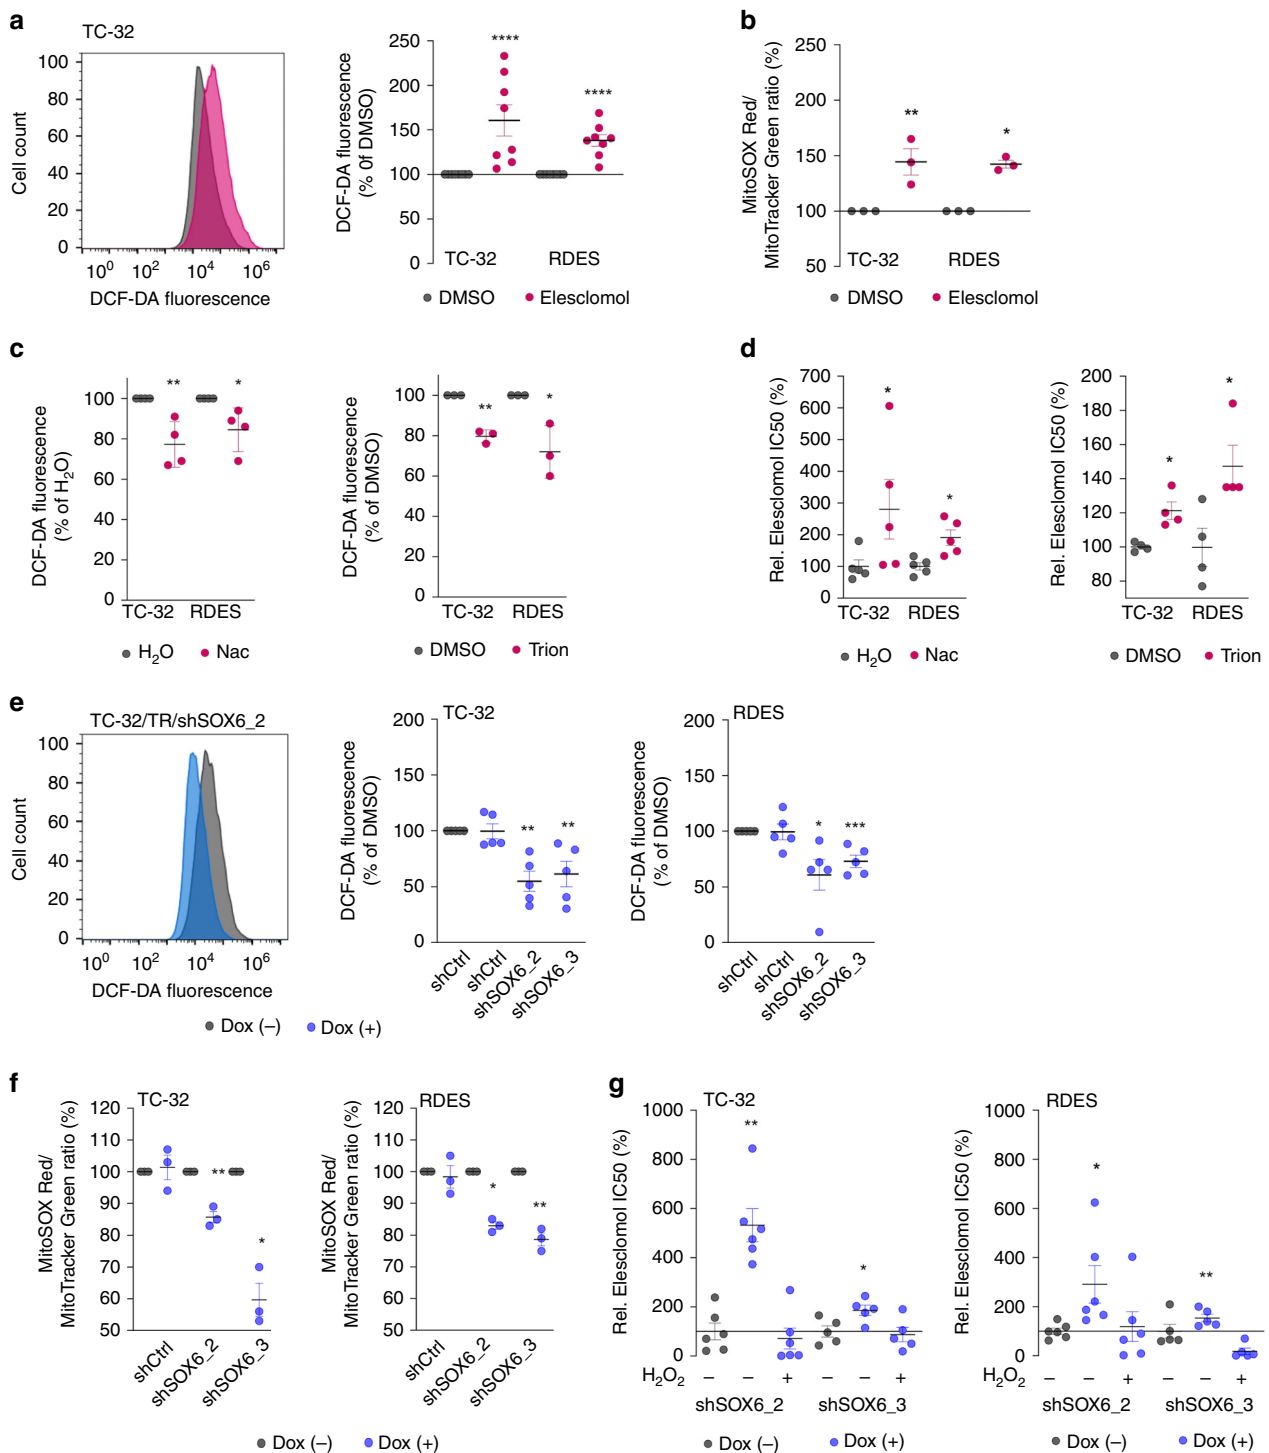 a
TC-32
Cell count
100
80
60
40
20
0
10^0 10^2 10^4 10^6
DCF-DA fluorescence
DCF-DA fluorescence
(% 0f DMSO)
250
200
150
100
50
0
**** ****
TC-32 RDES
DMSO Elesclomol
b
MitoSOX Red/
MitoTracker Green ratio (%)
250
200
150
100
50
** *
TC-32 RDES
DMSO Elesclomol
c
DCF-DA fluorescence
(% of H2O)
100
80
60
40
20
0
** *
TC-32 RDES
H2O Nac
DCF-DA fluorescence
(% of DMSO)
100
80
60
40
20
0
** *
TC-32 RDES
DMSO Trion
d
Rel. Elesclomol IC50 (%)
700
600
500
400
300
200
100
0
* *
TC-32 RDES
H2O Nac
Rel. Elesclomol IC50 (%)
200
180
160
140
120
100
80
* *
TC-32 RDES
DMSO Trion
e
TC-32/TR/shSOX6_2
Cell count
100
80
60
40
20
0
10^0 10^2 10^4 10^6
DCF-DA fluorescence
TC-32
DCF-DA fluorescence
(% of DMSO)
200
150
100
50
0
** **
shCtrl shCtrl shSOX6_2 shSOX6_3
RDES
DCF-DA fluorescence
(% of DMSO)
200
150
100
50
0
* ***
shCtrl shCtrl shSOX6_2 shSOX6_3
Dox (–) Dox (+)
f
TC-32
MitoSOX Red/
MitoTracker Green ratio (%)
120
110
100
90
80
70
60
50
** *
shCtrl shSOX6_2 shSOX6_3
RDES
MitoSOX Red/
MitoTracker Green ratio (%)
120
110
100
90
80
70
60
50
* **
shCtrl shSOX6_2 shSOX6_3
Dox (–) Dox (+)
g
TC-32
Rel. Elesclomol IC50 (%)
1000
800
600
400
200
0
** *
H2O2 – – + – – +
shSOX6_2 shSOX6_3
Dox (–) Dox (+)
RDES
Rel. Elesclomol IC50 (%)
1000
800
600
400
200
0
* **
H2O2 – – + – – +
shSOX6_2 shSOX6_3
Dox (–) Dox (+)